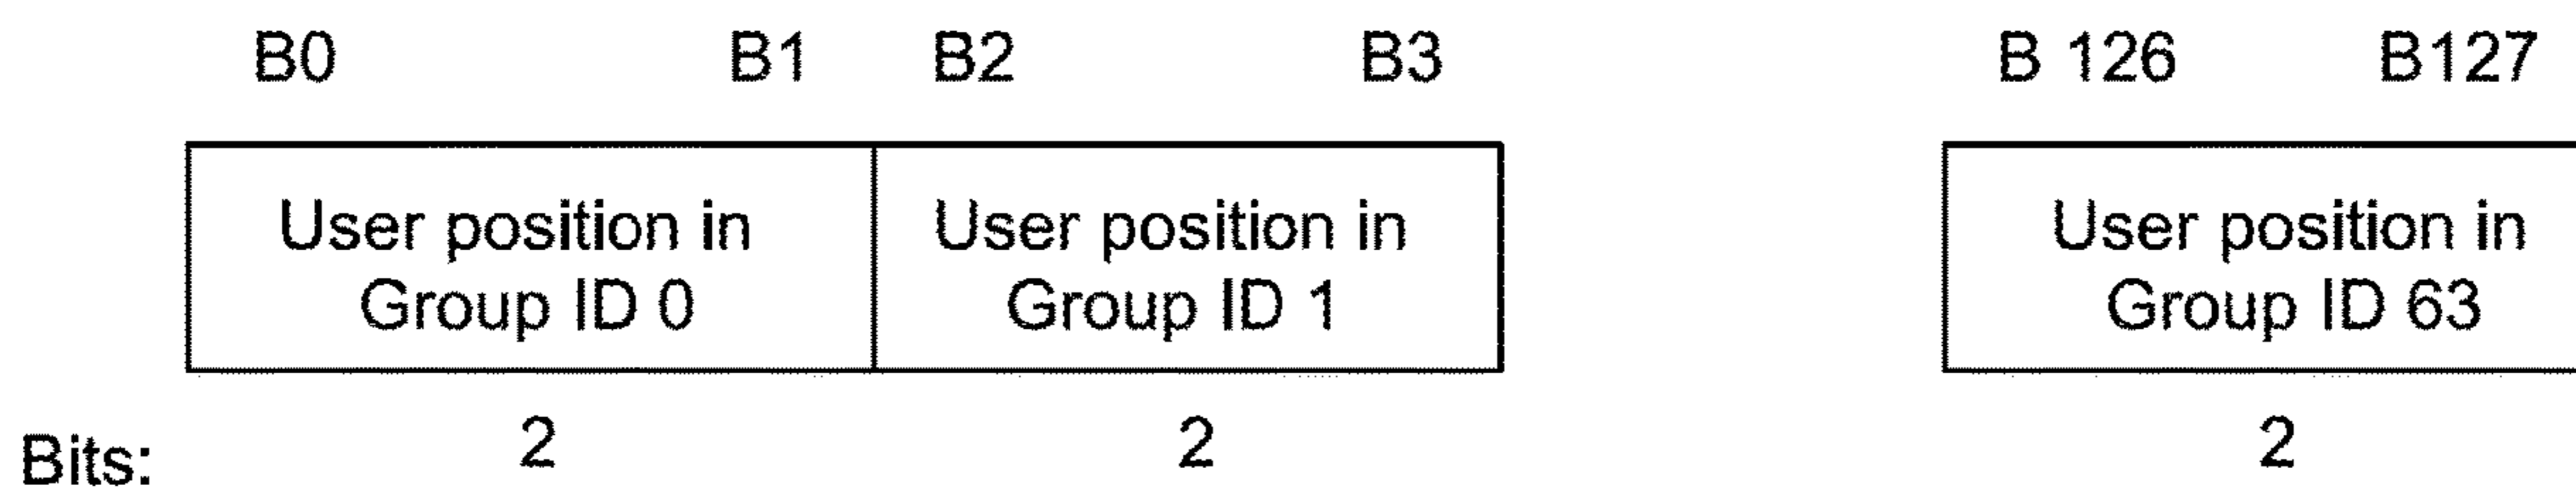 B0 B1 B2 B3 B 126 B127
User position in User position in User position in
Group ID 0 Group ID 1 Group ID 63
Bits: 2 2 2